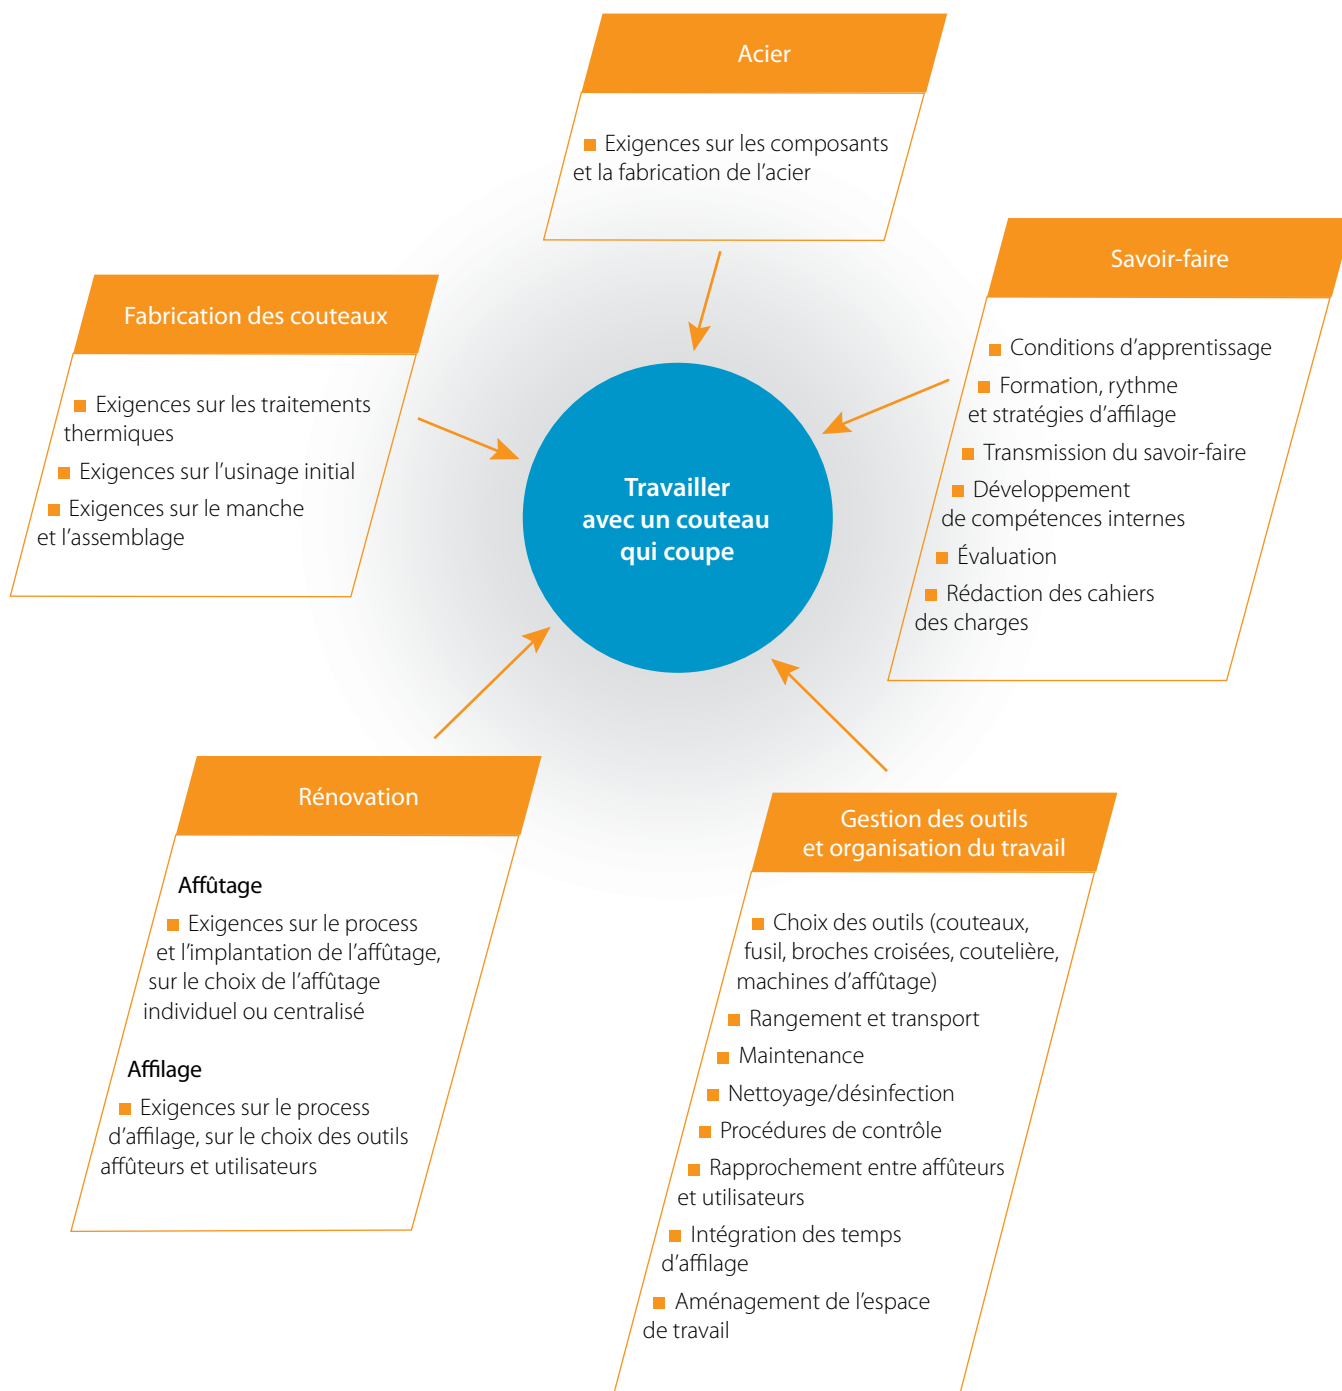 Acier
■ Exigences sur les composants
et la fabrication de l'acier
Savoir-faire
■ Conditions d'apprentissage
■ Formation, rythme
et stratégies d'affilage
■ Transmission du savoir-faire
■ Développement
de compétences internes
■ Évaluation
■ Rédaction des cahiers
des charges
Fabrication des couteaux
■ Exigences sur les traitements
thermiques
■ Exigences sur l'usinage initial
■ Exigences sur le manche
et l'assemblage
Travailler
avec un couteau
qui coupe
Rénovation
Affûtage
■ Exigences sur le process
et l'implantation de l'affûtage,
sur le choix de l'affûtage
individuel ou centralisé
Affilage
■ Exigences sur le process
d'affilage, sur le choix des outils
affûteurs et utilisateurs
Gestion des outils
et organisation du travail
■ Choix des outils (couteaux,
fusil, broches croisées, coutelière,
machines d'affûtage)
■ Rangement et transport
■ Maintenance
■ Nettoyage/désinfection
■ Procédures de contrôle
■ Rapprochement entre affûteurs
et utilisateurs
■ Intégration des temps
d'affilage
■ Aménagement de l'espace
de travail